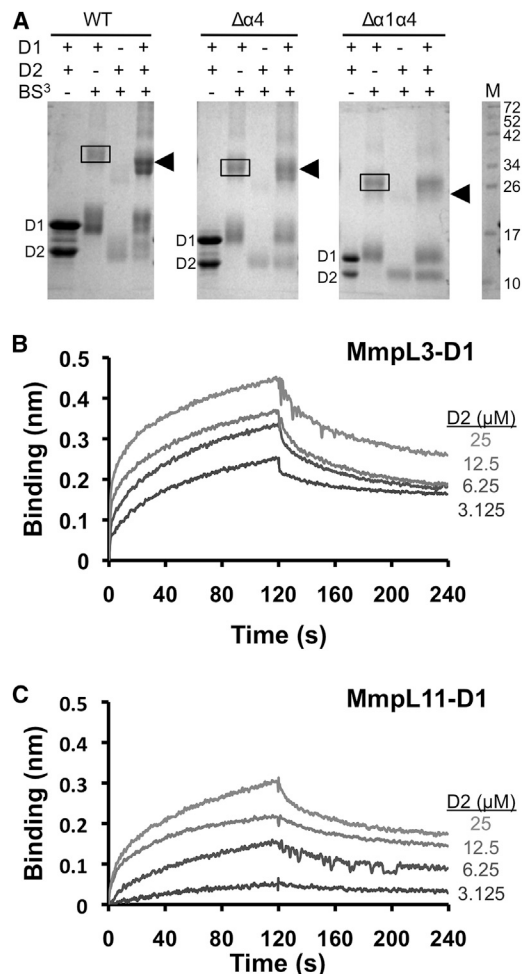 A
WT Δα4 Δα1α4
D1 + + - + + + - + + + - +
D2 + - + + + - + + + - + +
BS³ - + + + - + + + - + + + M
72
52
42
34
26
17
10
D1
D2
D1
D2
D1
D2
B
MmpL3-D1
Binding (nm)
0.5
0.4
0.3
0.2
0.1
0
0 40 80 120 160 200 240
Time (s)
D2 (µM)
25
12.5
6.25
3.125
C
MmpL11-D1
Binding (nm)
0.5
0.4
0.3
0.2
0.1
0
0 40 80 120 160 200 240
Time (s)
D2 (µM)
25
12.5
6.25
3.125